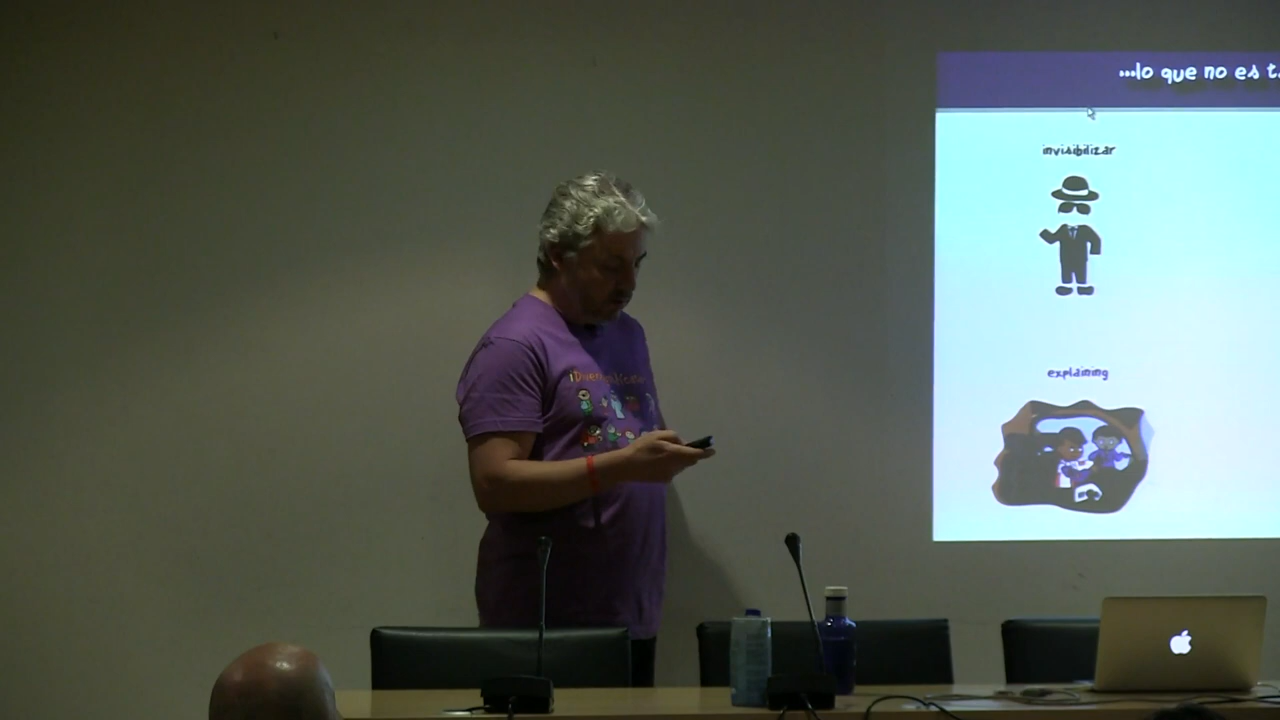 ...lo que no es t
invisibilizar
explaining